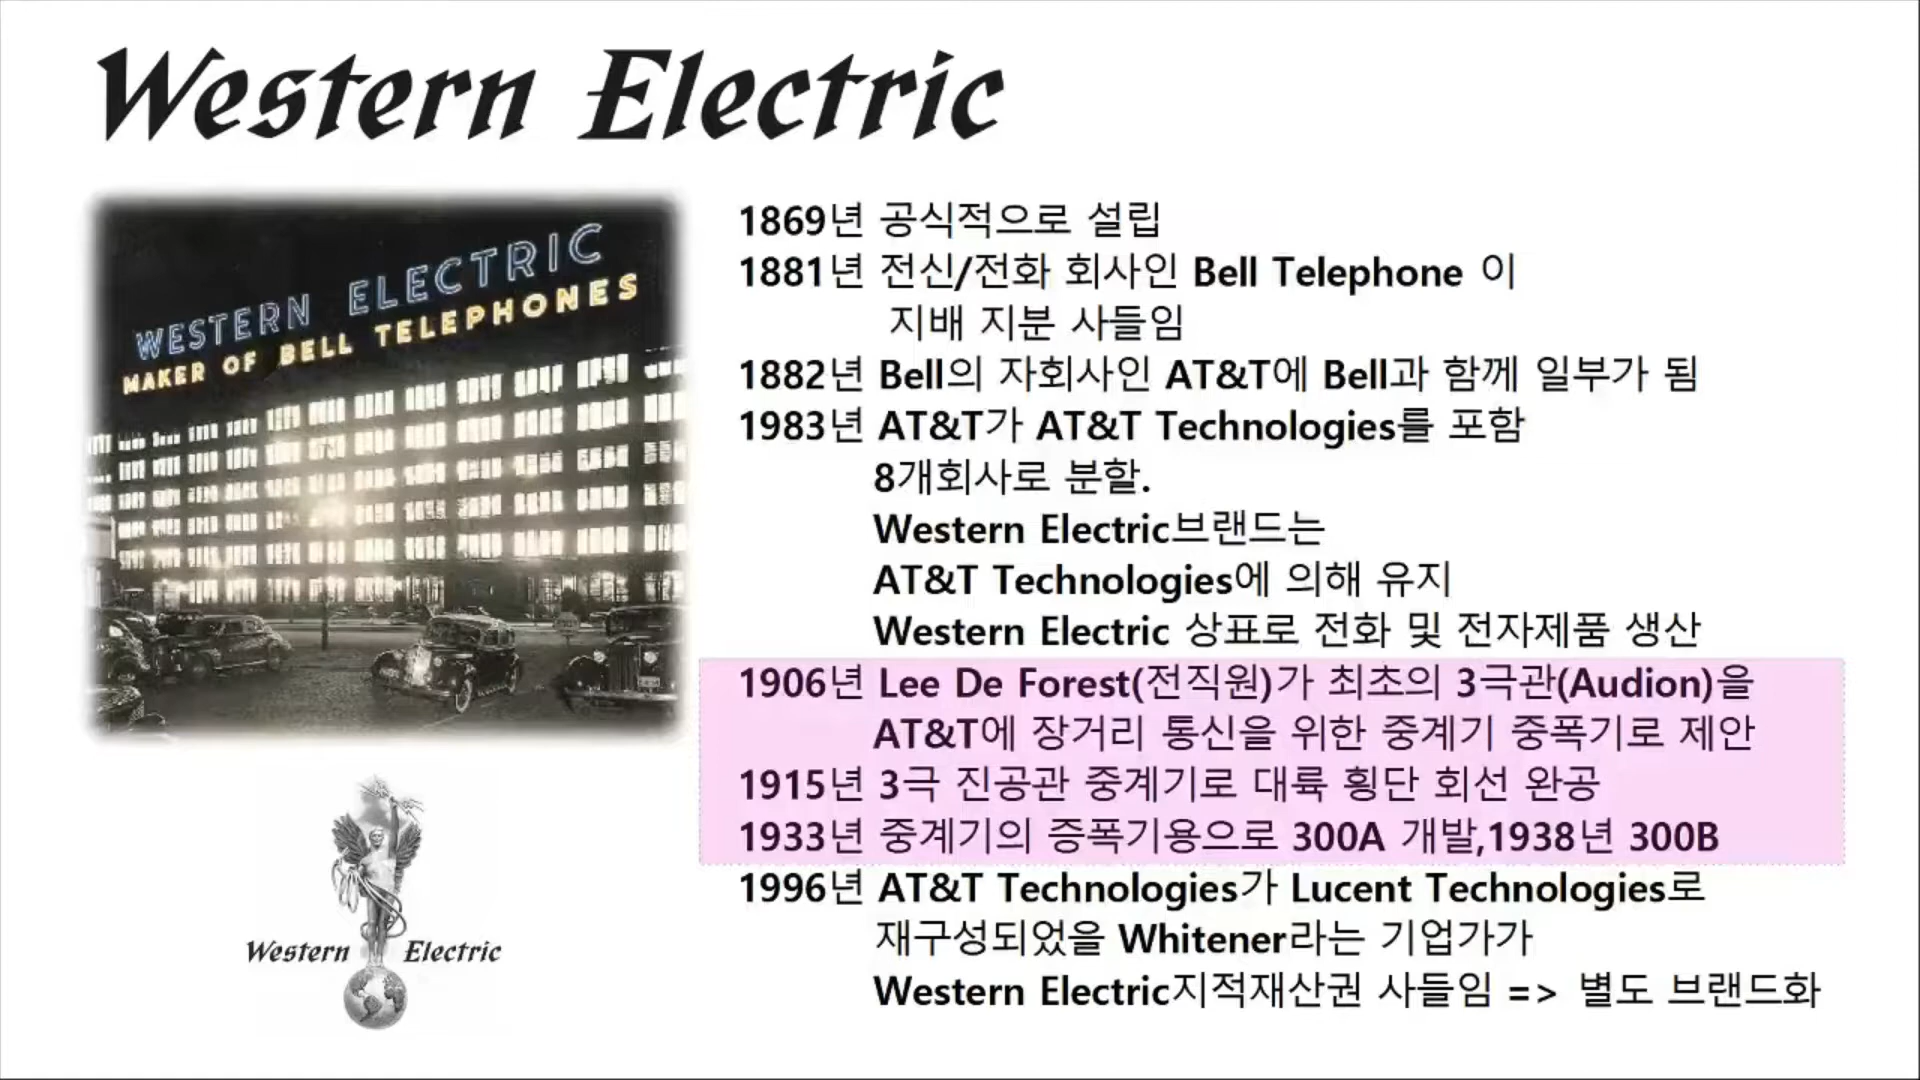 Western Electric
WESTERN ELECTRIC
MAKER OF BELL TELEPHONES
1869년 공식적으로 설립
1881년 전신/전화 회사인 Bell Telephone 이
지배 지분 사들임
1882년 Bell의 자회사인 AT&T에 Bell과 함께 일부가 됨
1983년 AT&T가 AT&T Technologies를 포함
8개회사로 분할.
Western Electric브랜드는
AT&T Technologies에 의해 유지
Western Electric 상표로 전화 및 전자제품 생산
1906년 Lee De Forest(전직원)가 최초의 3극관(Audion)을
AT&T에 장거리 통신을 위한 중계기 중폭기로 제안
1915년 3극 진공관 중계기로 대륙 횡단 회선 완공
1933년 중계기의 증폭기용으로 300A 개발,1938년 300B
1996년 AT&T Technologies가 Lucent Technologies로
재구성되었을 Whitener라는 기업가가
Western Electric지적재산권 사들임 => 별도 브랜드화
Western Electric